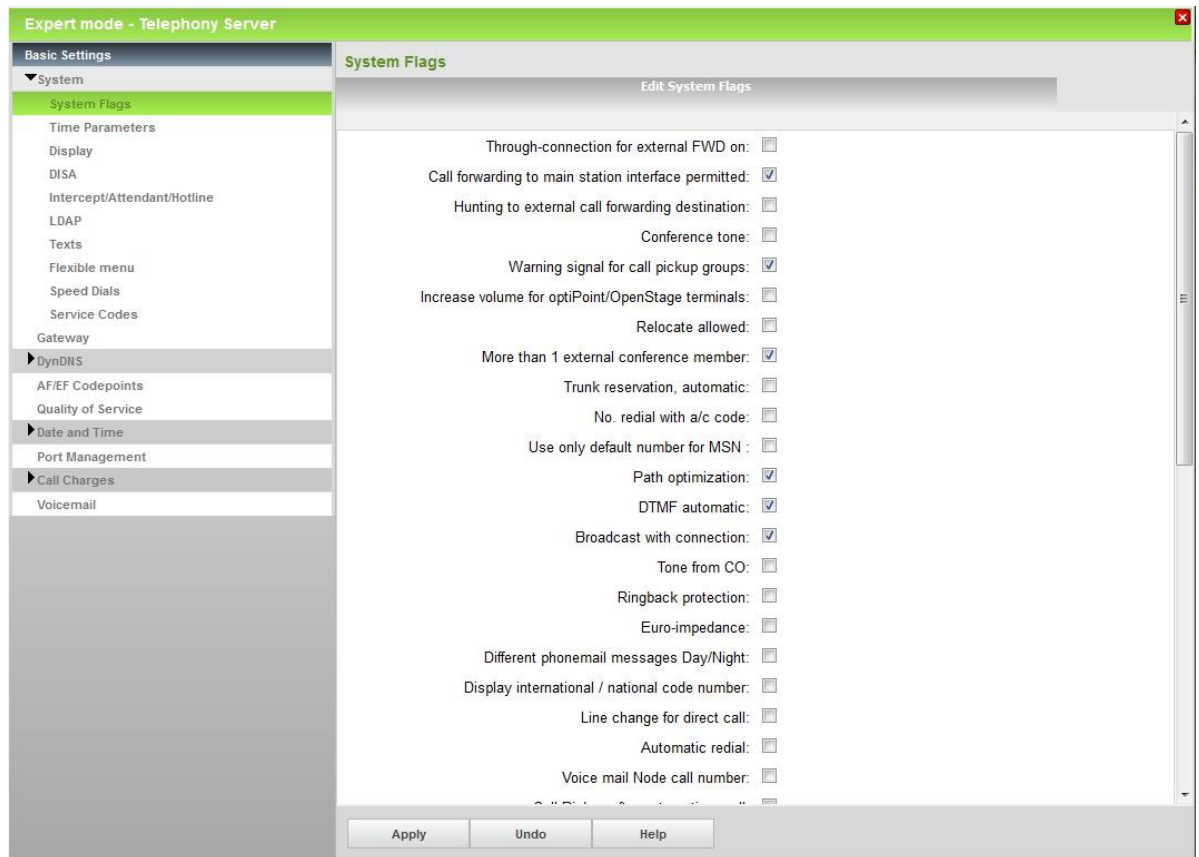 Expert mode - Telephony Server
Basic Settings
System
System Flags
Time Parameters
Display
DISA
Intercept/Attendant/Hotline
LDAP
Texts
Flexible menu
Speed Dials
Service Codes
Gateway
DynDNS
AF/EF Codepoints
Quality of Service
Date and Time
Port Management
Call Charges
Voicemail
System Flags
Edit System Flags
Through-connection for external FWD on:
Call forwarding to main station interface permitted:
Hunting to external call forwarding destination:
Conference tone:
Warning signal for call pickup groups:
Increase volume for optiPoint/OpenStage terminals:
Relocate allowed:
More than 1 external conference member:
Trunk reservation, automatic:
No. redial with a/c code:
Use only default number for MSN :
Path optimization:
DTMF automatic:
Broadcast with connection:
Tone from CO:
Ringback protection:
Euro-impedance:
Different phonemail messages Day/Night:
Display international / national code number:
Line change for direct call:
Automatic redial:
Voice mail Node call number:
Apply Undo Help